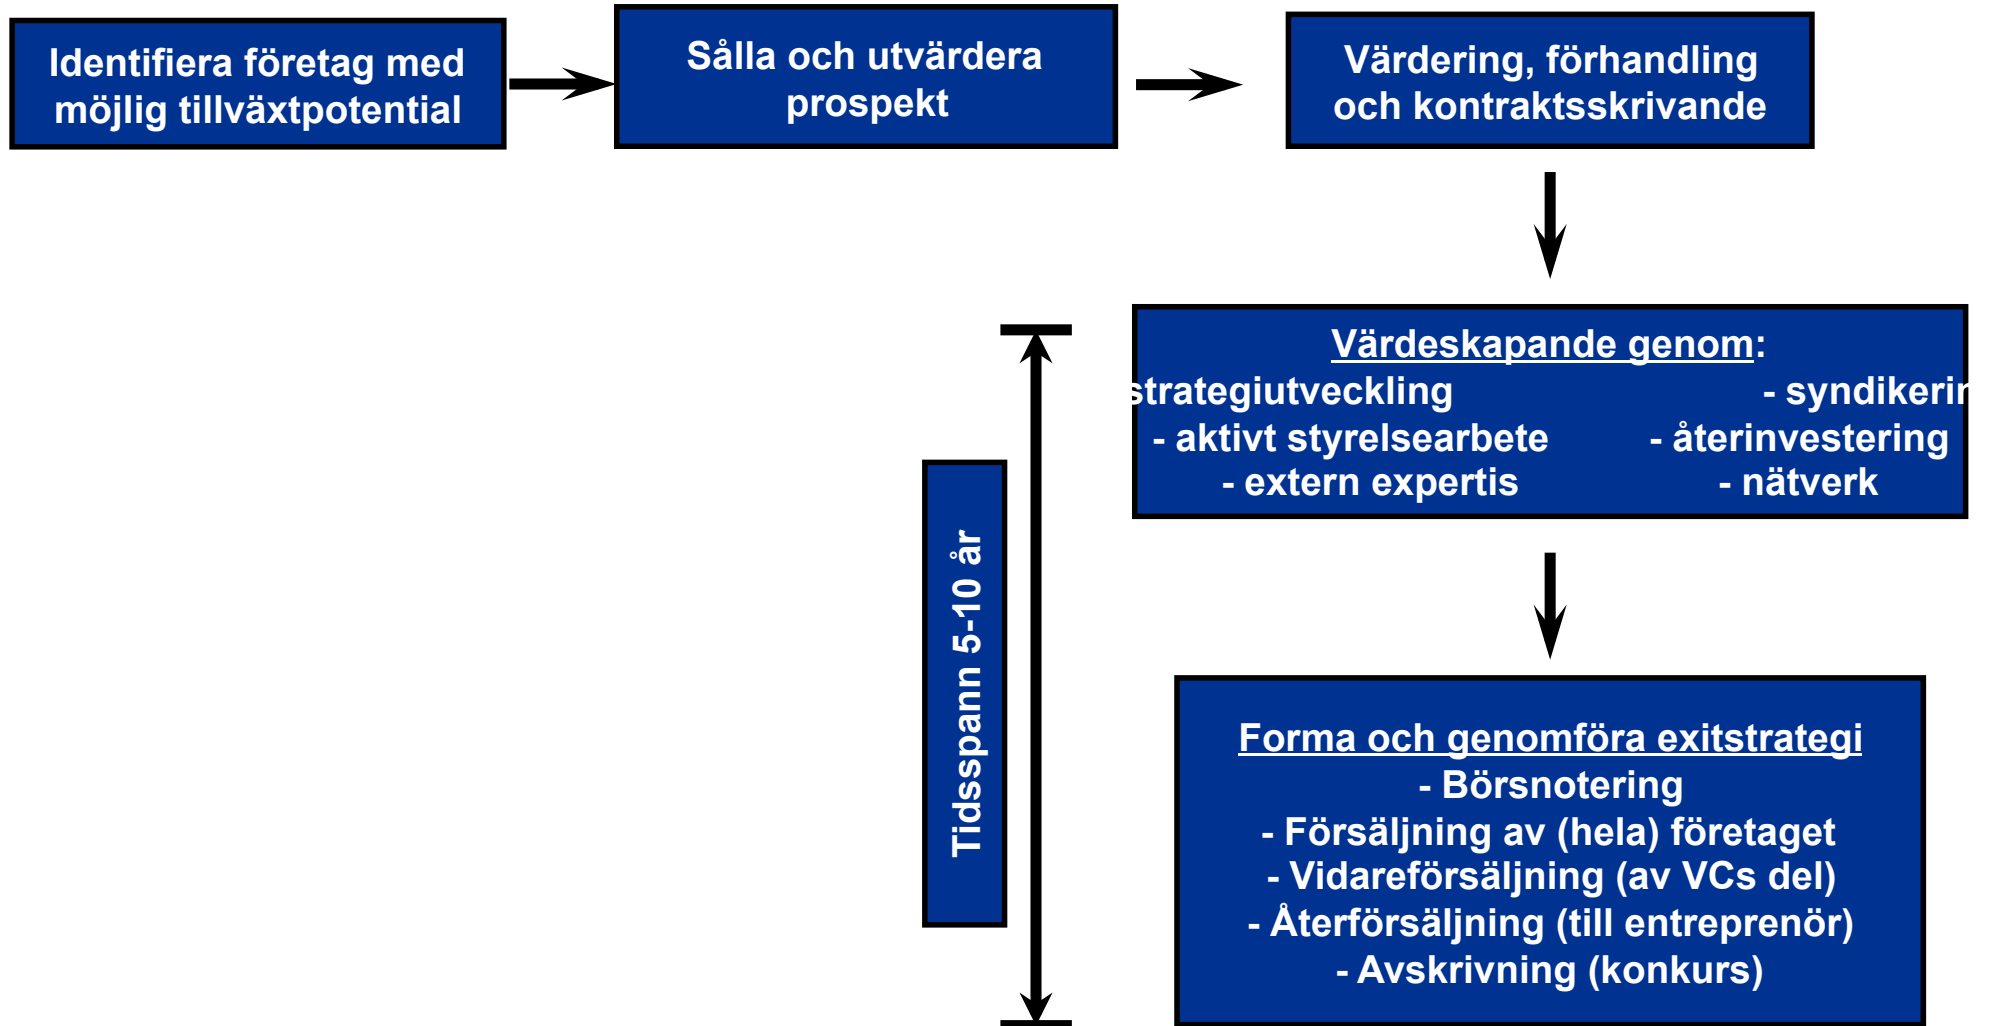 Identifiera företag med
möjlig tillväxtpotential
Sålla och utvärdera
prospekt
Värdering, förhandling
och kontraktsskrivande
Värdeskapande genom:
strategiutveckling
- aktivt styrelsearbete - återinvestering
- extern expertis - nätverk
Tidsspann 5-10 år
Forma och genomföra exitstrategi
- Börsnotering
- Försäljning av (hela) företaget
- Vidareförsäljning (av VCs del)
- Återförsäljning (till entreprenör)
- Avskrivning (konkurs)